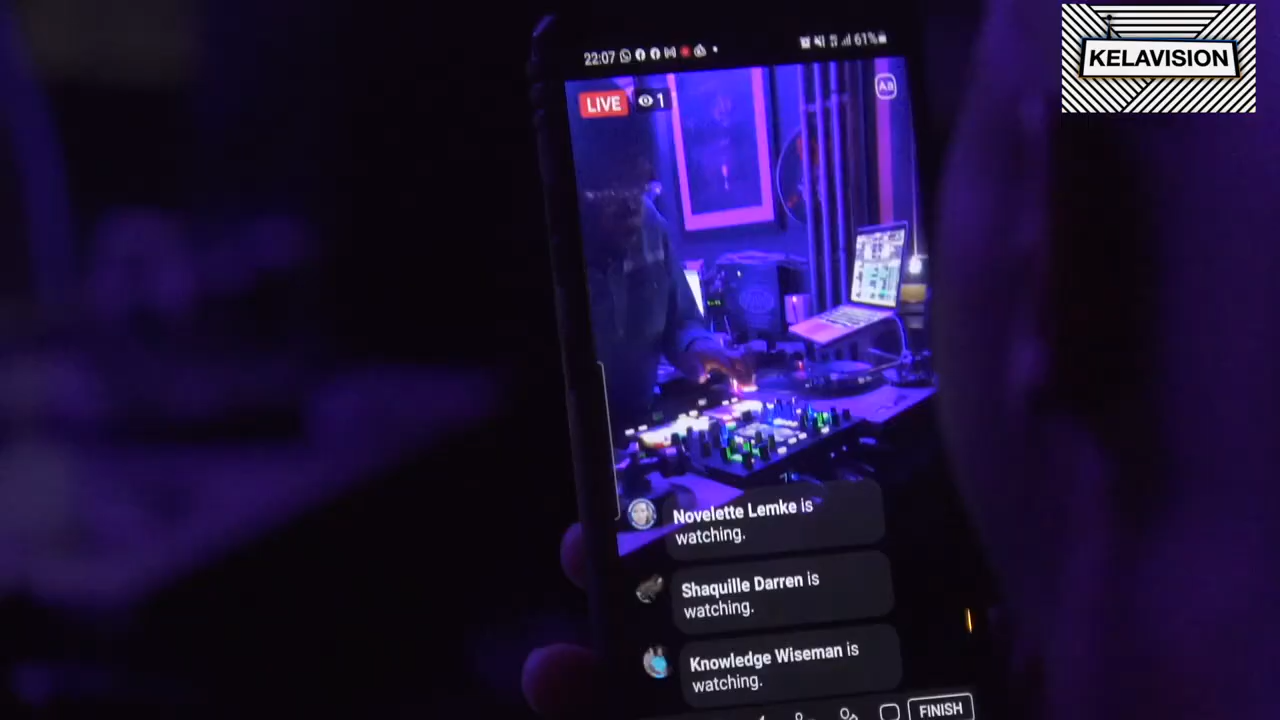 KELAVISION
22:07
61%
LIVE 1
Aa
Novelette Lemke is
watching.
Shaquille Darren is
watching.
Knowledge Wiseman is
watching.
FINISH